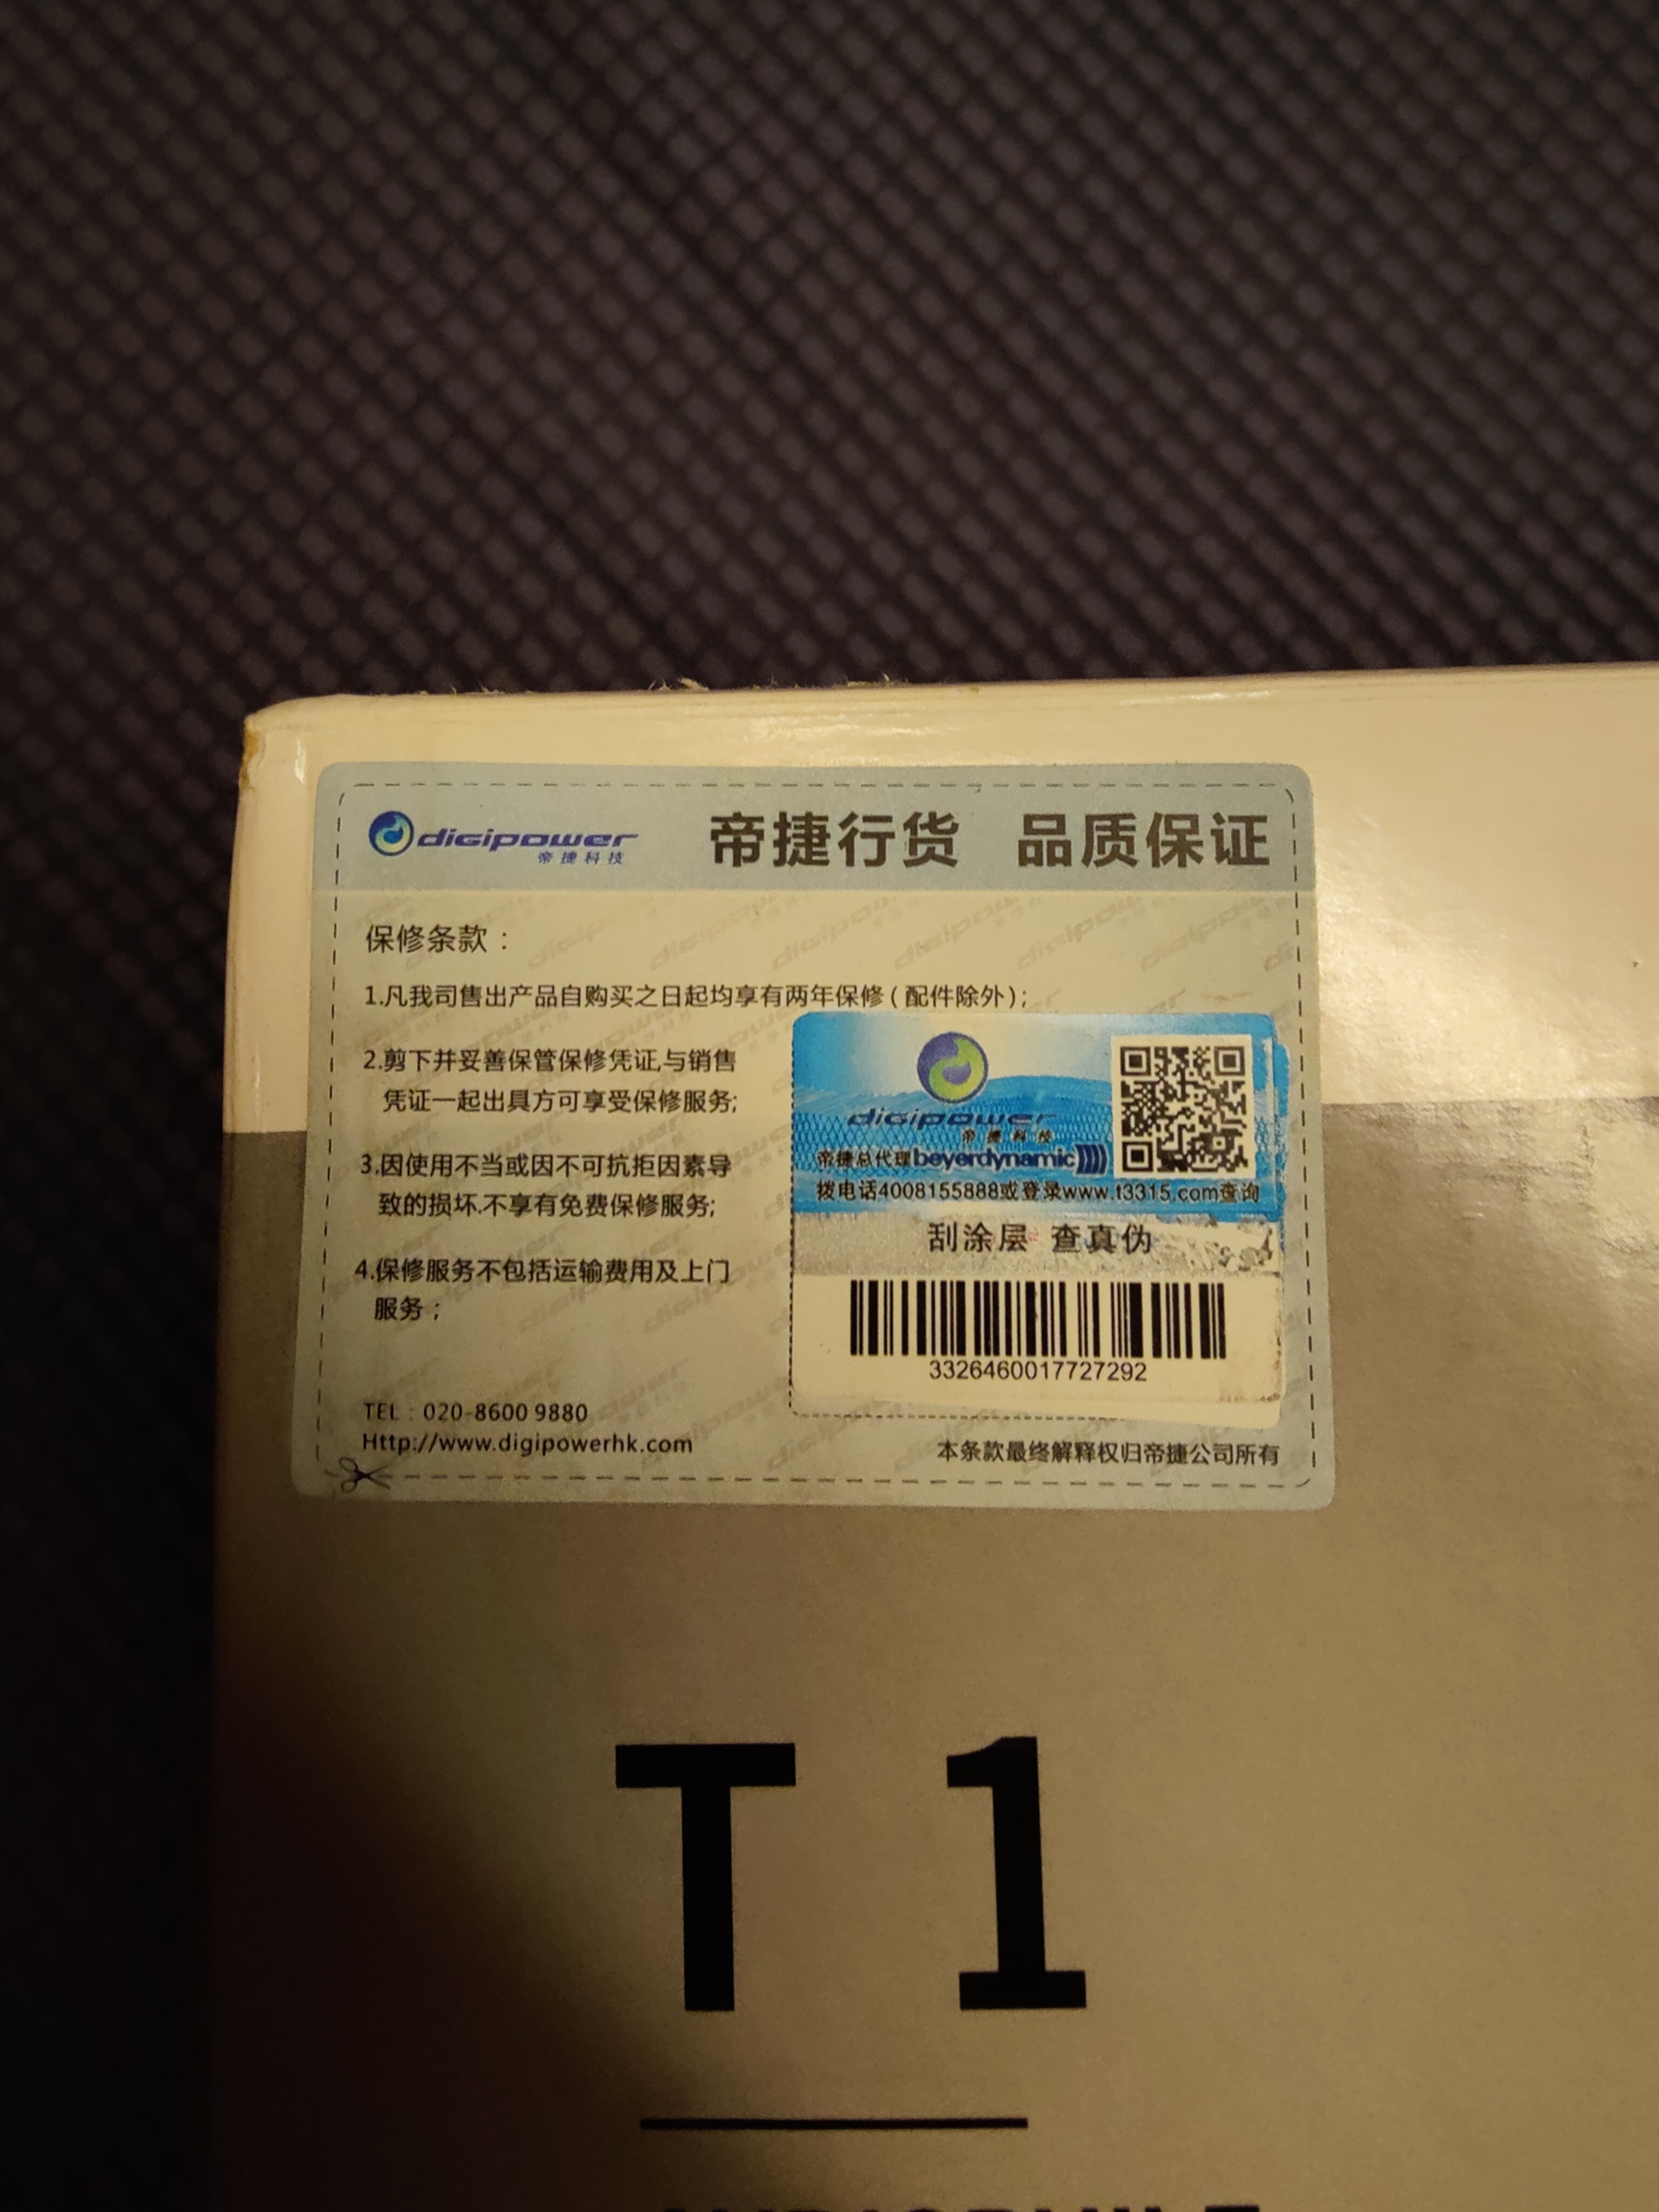 digipower
帝捷科技
帝捷行货 品质保证
保修条款：
1.凡我司售出产品自购买之日起均享有两年保修(配件除外);
2.剪下并妥善保管保修凭证,与销售
凭证一起出具方可享受保修服务;
3.因使用不当或因不可抗拒因素导
致的损坏.不享有免费保修服务;
4.保修服务不包括运输费用及上门
服务；
digipower
帝捷科技
帝捷总代理beyerdynamic
拨电话4008155888或登录www.t3315.com查询
刮涂层 查真伪
3326460017727292
TEL：020-8600 9880
Http://www.digipowerhk.com
本条款最终解释权归帝捷公司所有
T 1